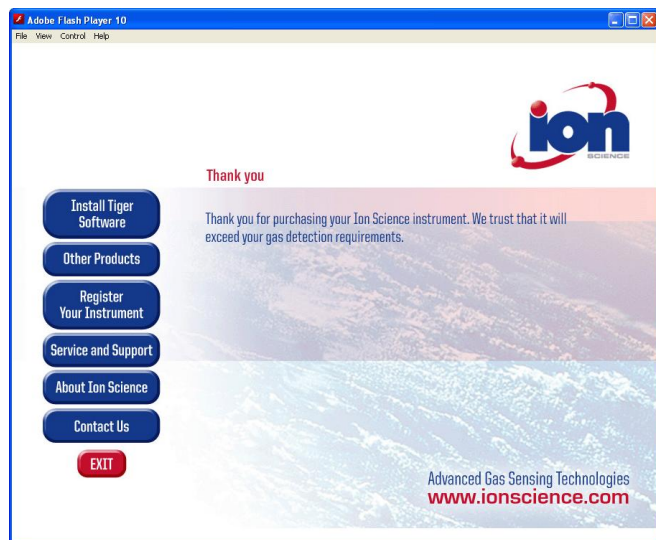 Adobe Flash Player 10
File View Control Help
ion
SCIENCE
Thank you
Thank you for purchasing your Ion Science instrument. We trust that it will
exceed your gas detection requirements.
Install Tiger
Software
Other Products
Register
Your Instrument
Service and Support
About Ion Science
Contact Us
EXIT
Advanced Gas Sensing Technologies
www.ionscience.com